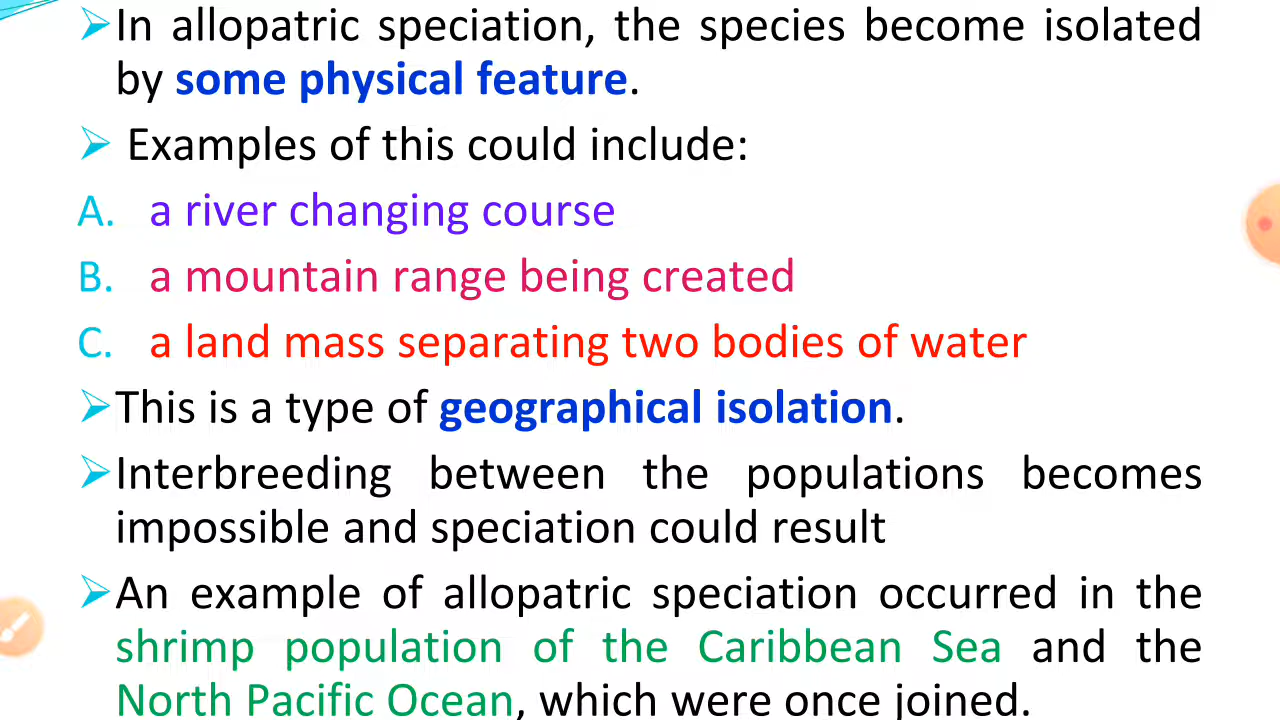 ➢In allopatric speciation, the species become isolated
by some physical feature.
➢ Examples of this could include:
A. a river changing course
B. a mountain range being created
C. a land mass separating two bodies of water
➢This is a type of geographical isolation.
➢Interbreeding between the populations becomes
impossible and speciation could result
➢An example of allopatric speciation occurred in the
shrimp population of the Caribbean Sea and the
North Pacific Ocean, which were once joined.